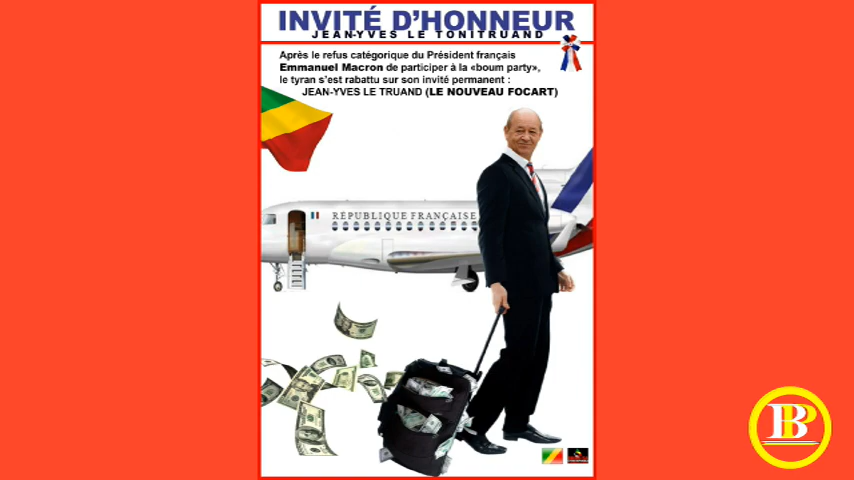 INVITÉ D'HONNEUR
JEAN-YVES LE TONITRUAND
Après le refus catégorique du Président français
Emmanuel Macron de participer à la «boum party»,
le tyran s'est rabattu sur son invité permanent :
JEAN-YVES LE TRUAND (LE NOUVEAU FOCART)
RÉPUBLIQUE FRANÇAISE
BP